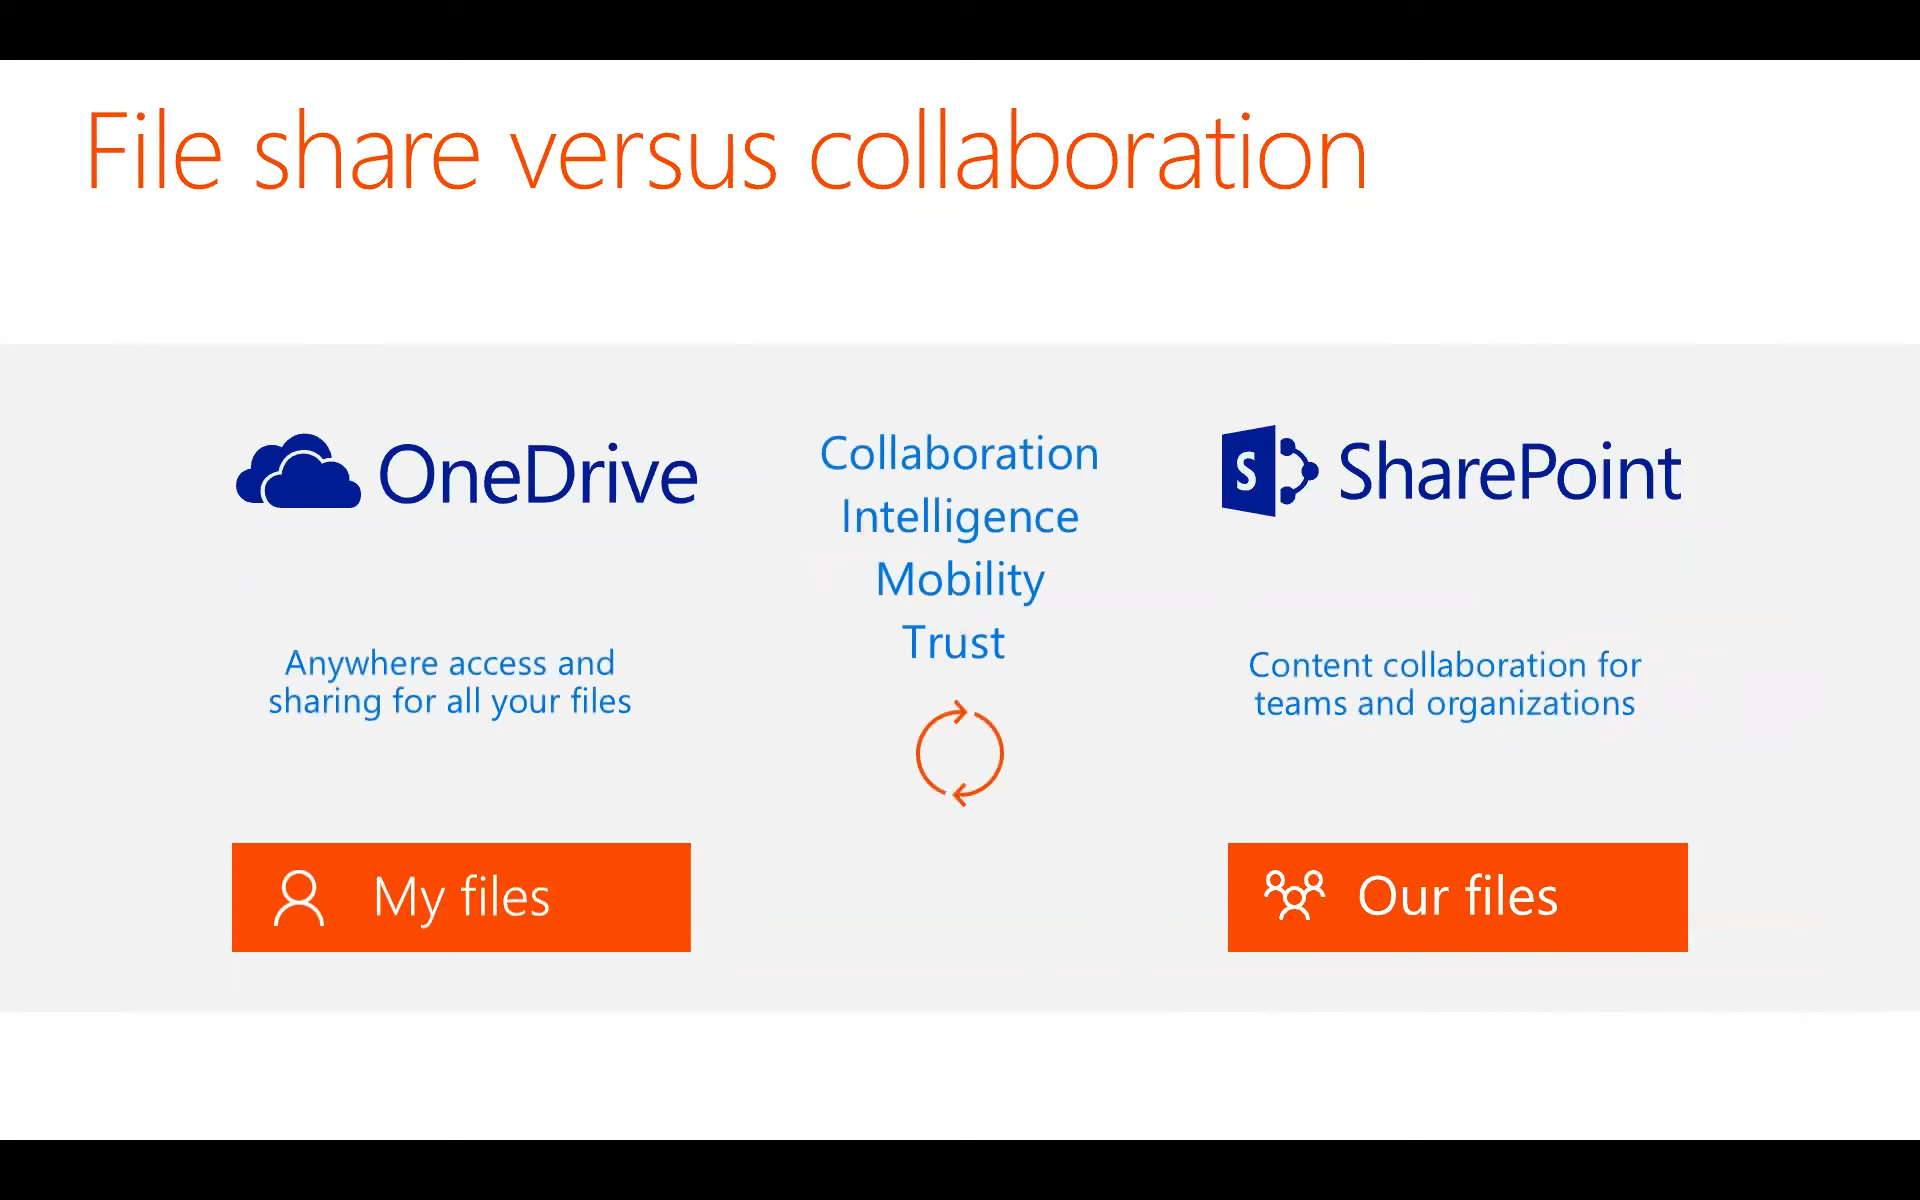 File share versus collaboration
OneDrive
Anywhere access and
sharing for all your files
My files
Collaboration
Intelligence
Mobility
Trust
S
SharePoint
Content collaboration for
teams and organizations
Our files